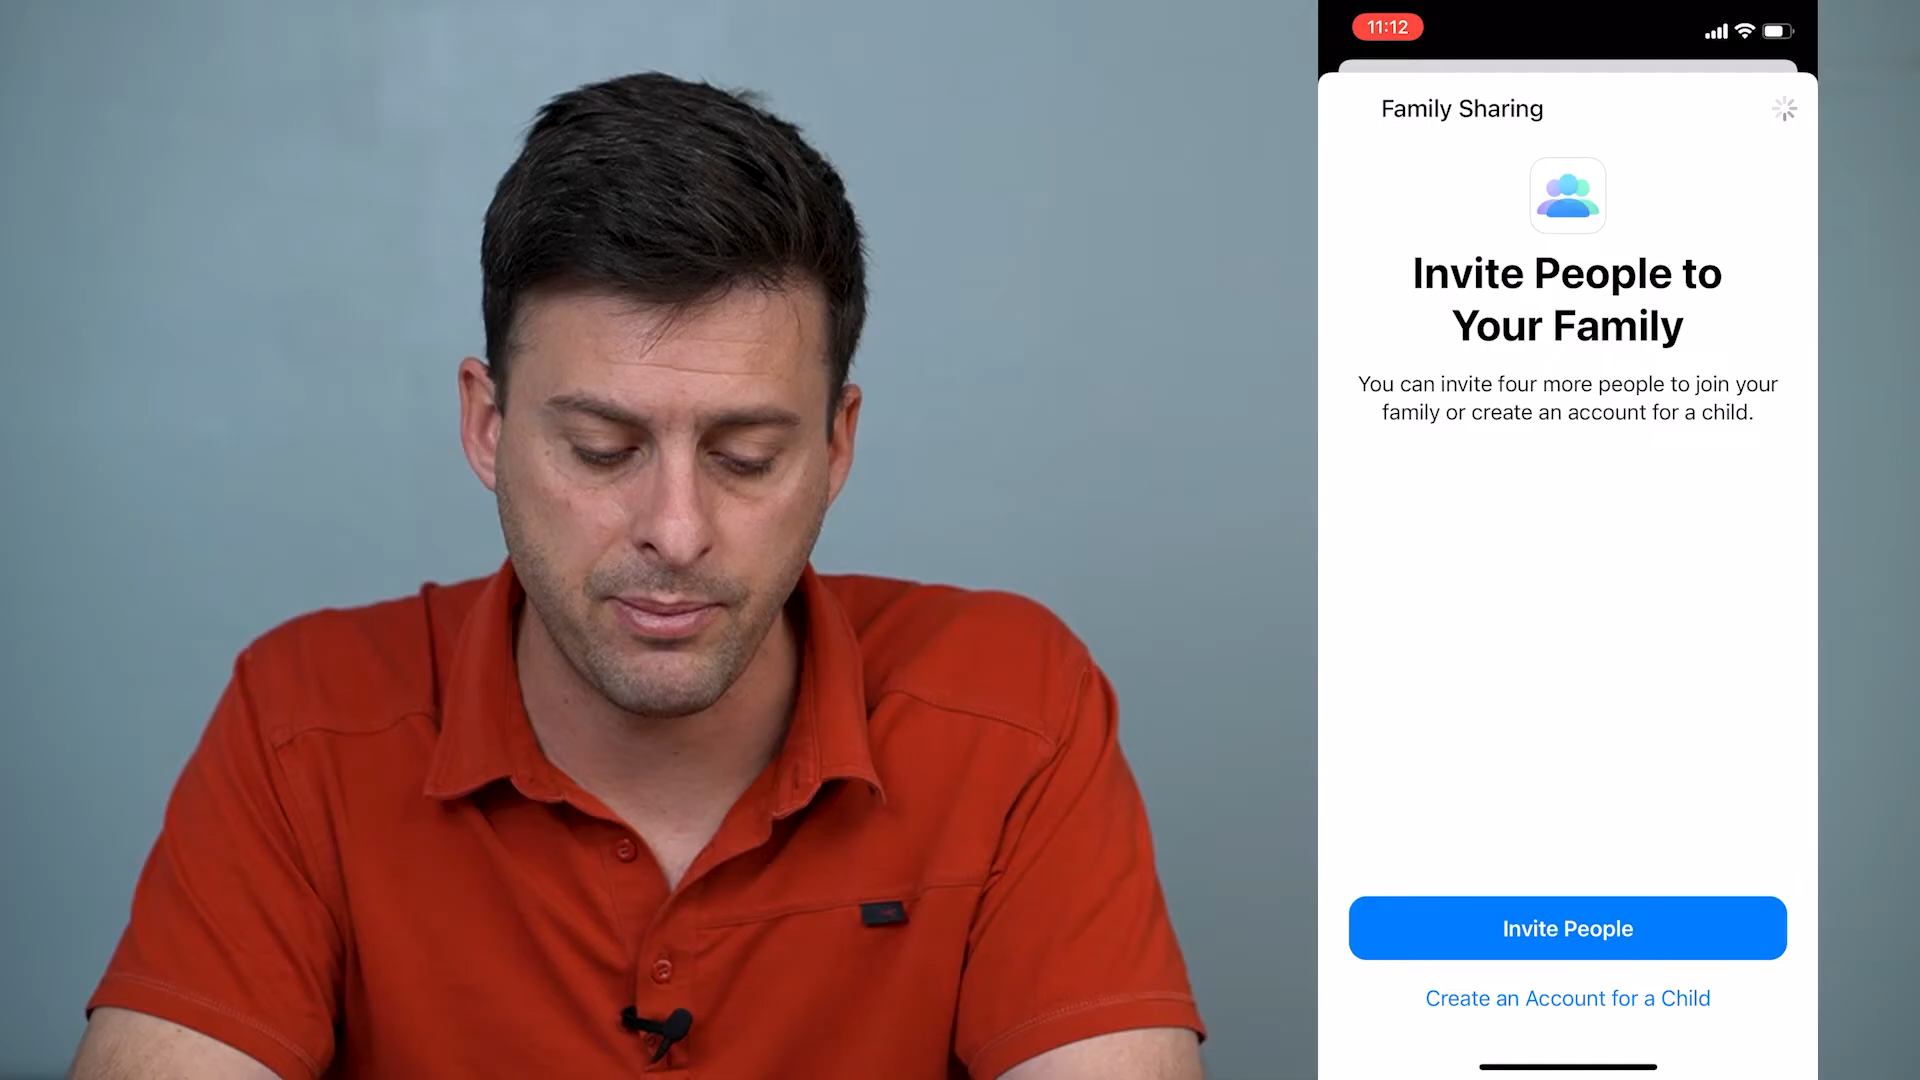 11:12
Family Sharing
Invite People to
Your Family
You can invite four more people to join your
family or create an account for a child.
Invite People
Create an Account for a Child